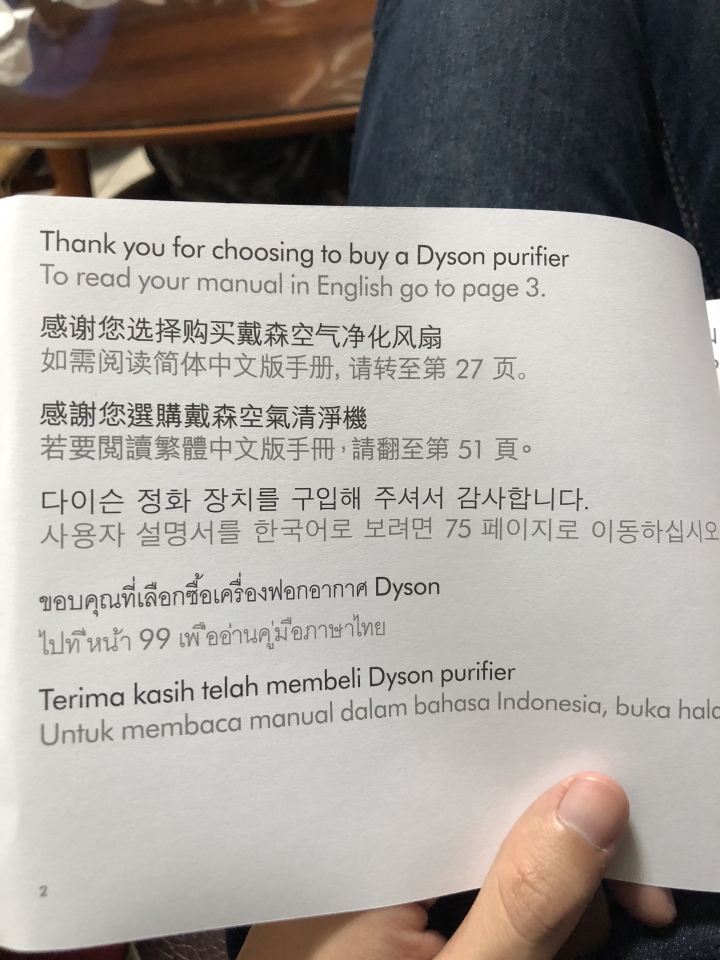 Thank you for choosing to buy a Dyson purifier
To read your manual in English go to page 3.
感谢您选择购买戴森空气净化风扇
如需阅读简体中文版手册, 请转至第 27 页。
感謝您選購戴森空氣清淨機
若要閱讀繁體中文版手冊，請翻至第 51 頁。
다이슨 정화 장치를 구입해 주셔서 감사합니다.
사용자 설명서를 한국어로 보려면 75 페이지로 이동하십시오
ขอบคุณที่เลือกซื้อเครื่องฟอกอากาศ Dyson
ไปที่หน้า 99 เพื่ออ่านคู่มือภาษาไทย
Terima kasih telah membeli Dyson purifier
Untuk membaca manual dalam bahasa Indonesia, buka hala
2